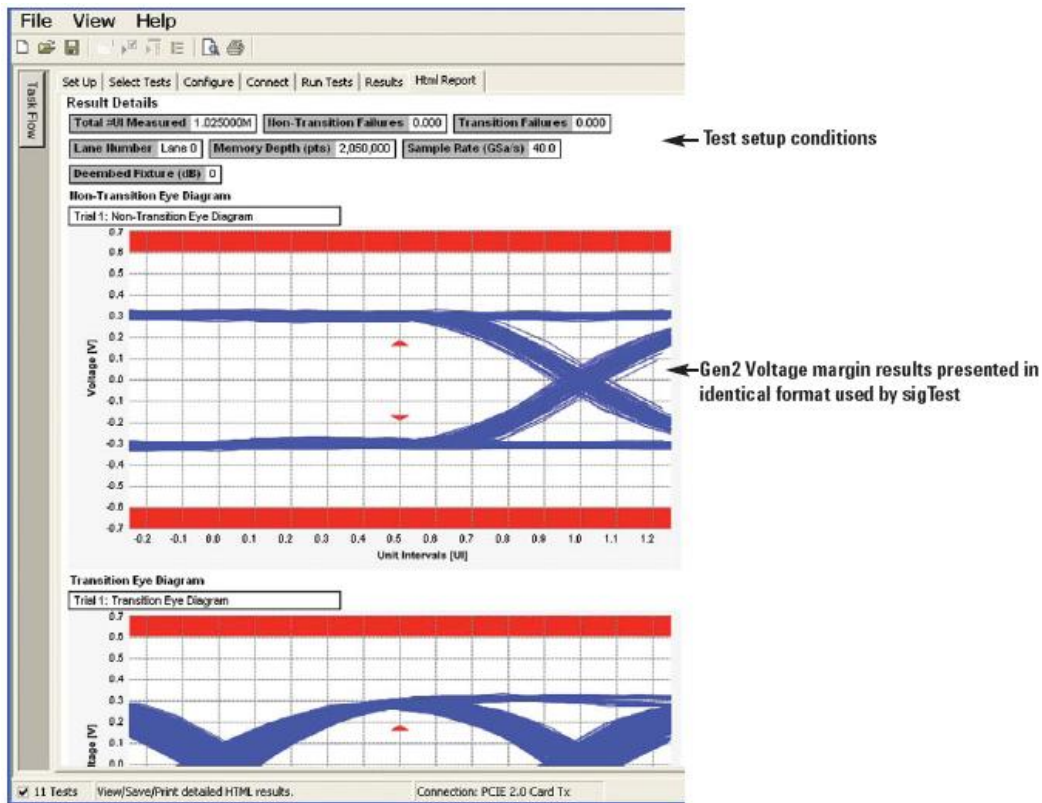 File View Help
Task Flow
Set Up Select Tests Configure Connect Run Tests Results Html Report
Result Details
Total #UI Measured 1.025000M Non-Transition Failures 0.000 Transition Failures 0.000
Lane Number Lane 0 Memory Depth (pts) 2,050,000 Sample Rate (GSa/s) 40.0
Deembed Fixture (dB) 0
Test setup conditions
Non-Transition Eye Diagram
Trial 1: Non-Transition Eye Diagram
0.7
0.6
0.5
0.4
0.3
0.2
0.1
0.0
-0.1
-0.2
-0.3
-0.4
-0.5
-0.6
-0.7
Voltage [V]
-0.2 -0.1 0.0 0.1 0.2 0.3 0.4 0.5 0.6 0.7 0.8 0.9 1.0 1.1 1.2
Unit Intervals [UI]
Gen2 Voltage margin results presented in
identical format used by sigTest
Transition Eye Diagram
Trial 1: Transition Eye Diagram
0.7
0.6
0.5
0.4
0.3
0.2
0.1
0.0
ltage [V]
11 Tests View/Save/Print detailed HTML results. Connection: PCIE 2.0 Card Tx